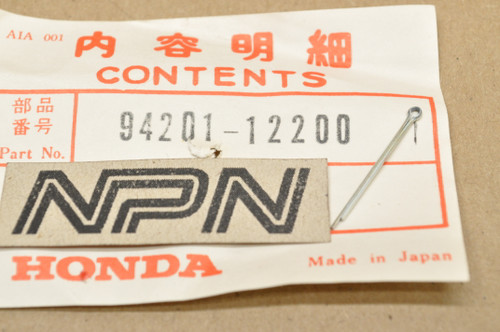 AIA 001
内容明細
CONTENTS
部品
番号
Part No.
94201-12200
NPN
HONDA
Made in Japan